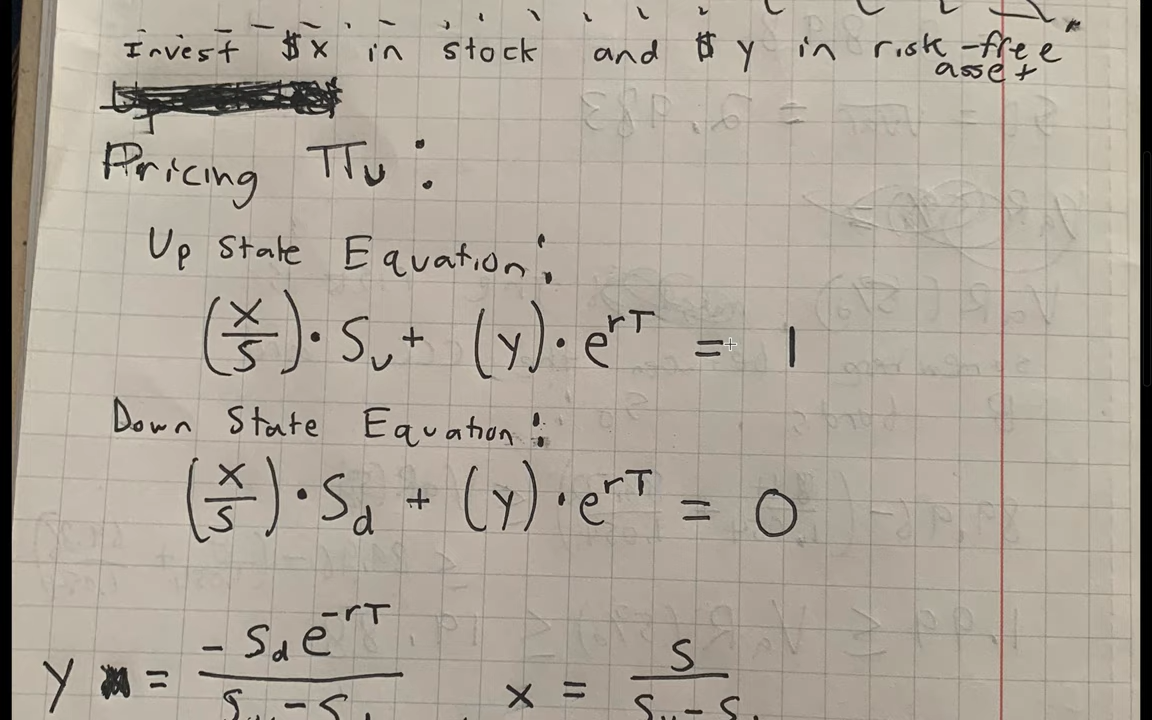 Invest $x in stock and $ y in risk-free
asset
Pricing πu :
Up State Equation:
(x/S) · Su + (y) · e^rT = 1
Down State Equation:
(x/S) · Sd + (y) · e^rT = 0
y = -Sd e^-rT / Su - Sd , x = S / Su - Sd